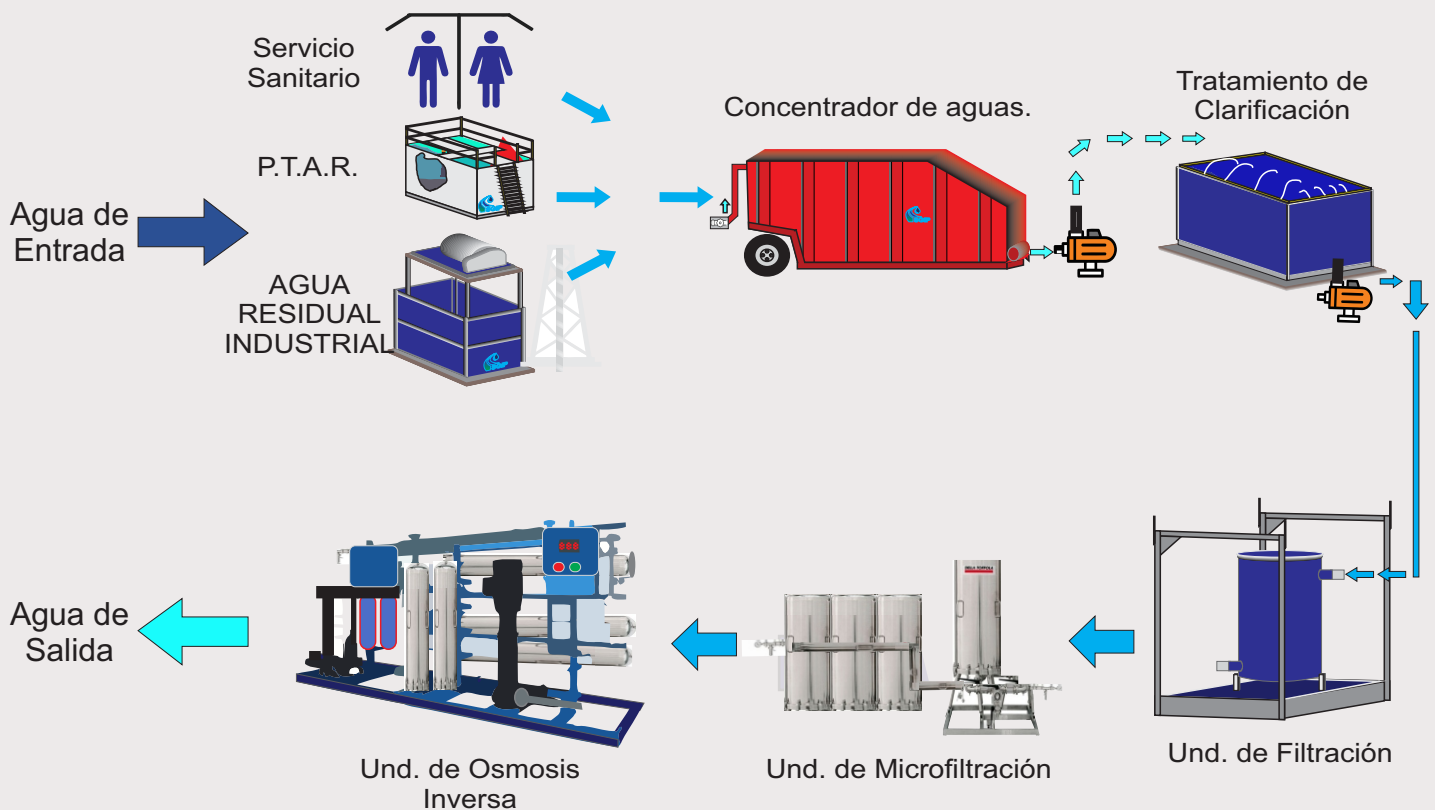 Servicio
Sanitario
P.T.A.R.
Agua de
Entrada
AGUA
RESIDUAL
INDUSTRIAL
Concentrador de aguas.
Tratamiento de
Clarificación
Und. de Filtración
Und. de Microfiltración
Und. de Osmosis
Inversa
Agua de
Salida